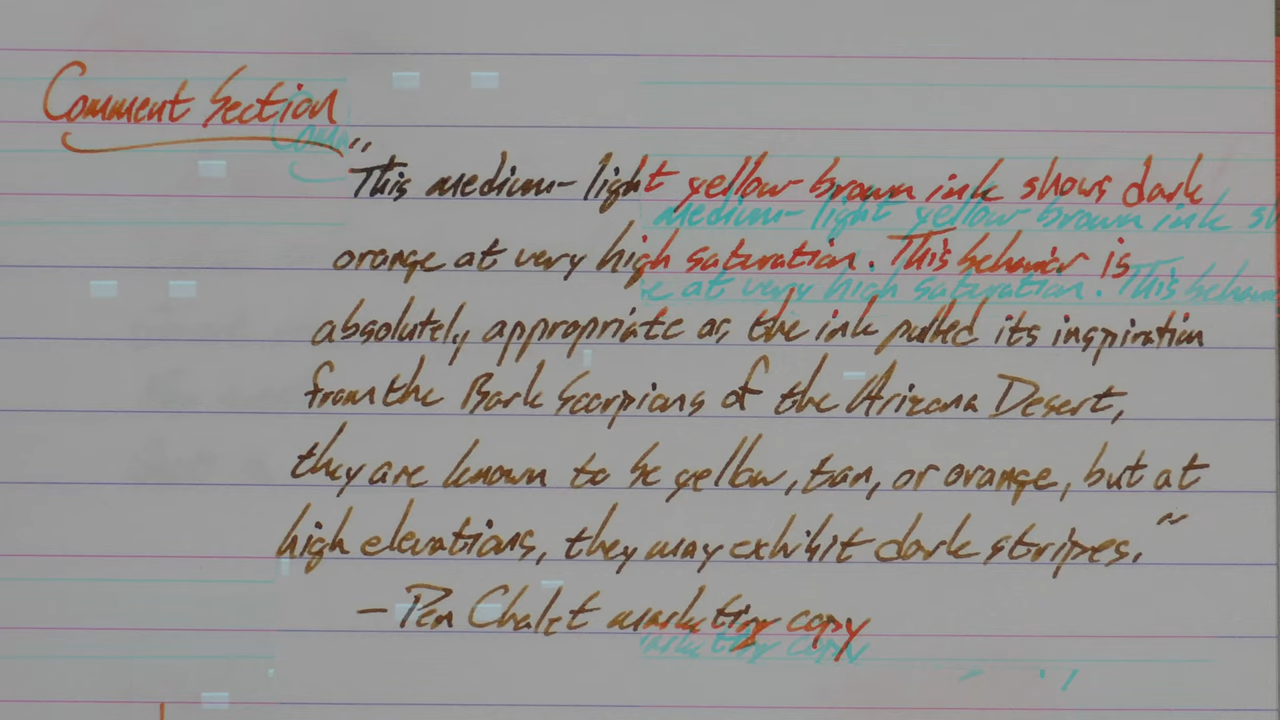 Comment Section
"This medium-light yellow-brown ink shows dark
orange at very high saturation. This behavior is
absolutely appropriate as the ink pulled its inspiration
from the Bark Scorpions of the Arizona Desert,
they are known to be yellow, tan, or orange, but at
high elevations, they may exhibit dark stripes."
- Pen Chalet marketing copy